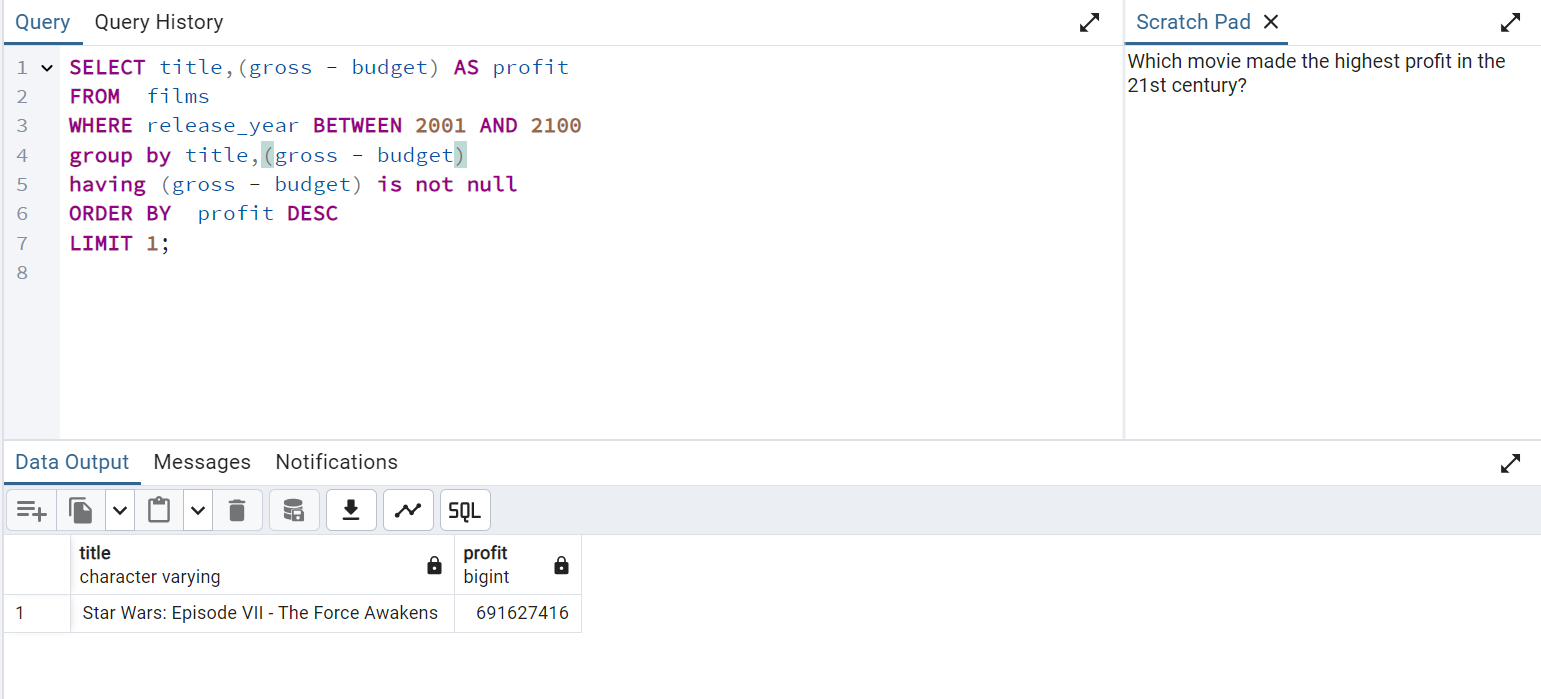 Query Query History
Scratch Pad
1 SELECT title,(gross - budget) AS profit
2 FROM  films
3 WHERE release_year BETWEEN 2001 AND 2100
4 group by title,(gross - budget)
5 having (gross - budget) is not null
6 ORDER BY  profit DESC
7 LIMIT 1;
8
Which movie made the highest profit in the
21st century?
Data Output Messages Notifications
SQL
title profit
character varying bigint
1 Star Wars: Episode VII - The Force Awakens 691627416